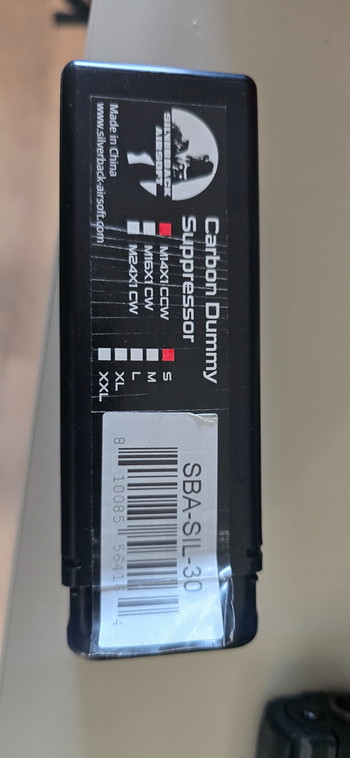 SILVERBACK
AIRSOFT
Carbon Dummy
Suppressor
M14X1 CCW
M16X1 CW
M24X1 CW
S
M
L
XL
XXL
Made in China
www.silverback-airsoft.com
SBA-SIL-30
8 10085 56416 4